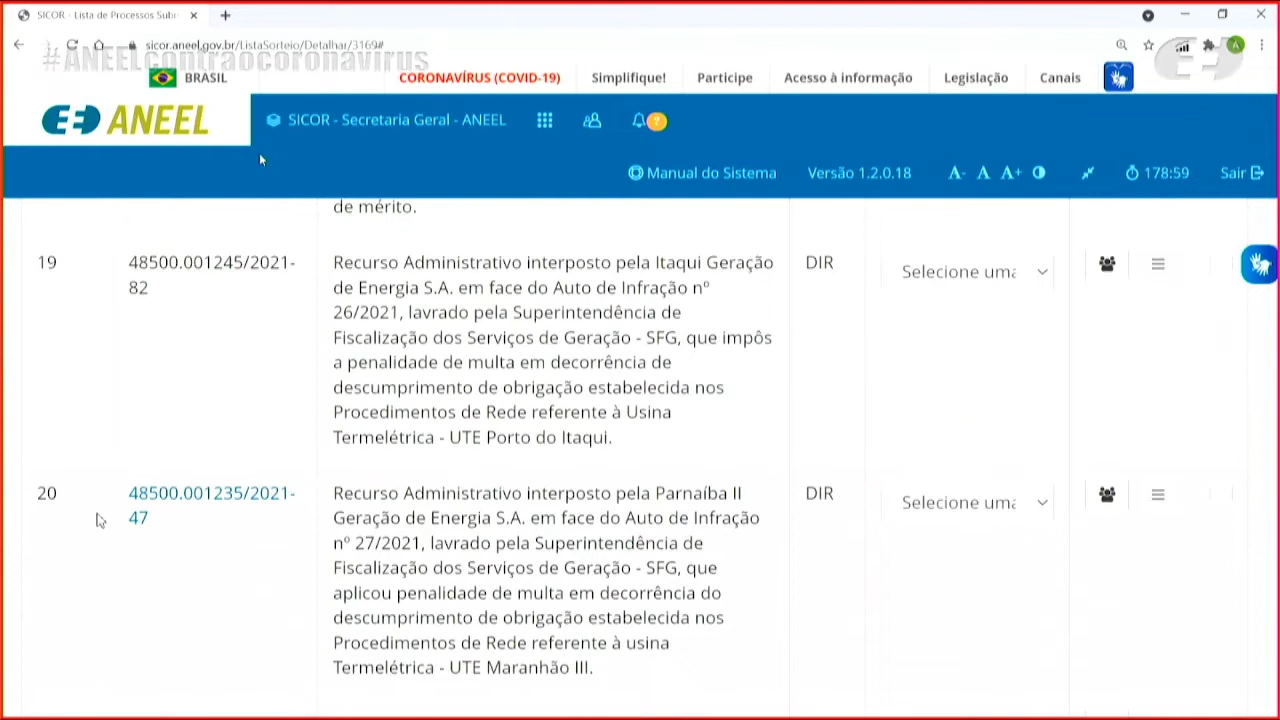 SICOR - Lista de Processos Sub
sicor.aneel.gov.br/ListaSorteio/Detalhar/3169#
A
#ANEELcontraocoronavírus
BRASIL
CORONAVÍRUS (COVID-19)
Simplifique!
Participe
Acesso à informação
Legislação
Canais
ANEEL
SICOR - Secretaria Geral - ANEEL
?
Manual do Sistema
Versão 1.2.0.18
A-
A
A+
178:59
Sair
de mérito.
19
48500.001245/2021-
82
Recurso Administrativo interposto pela Itaqui Geração
de Energia S.A. em face do Auto de Infração nº
26/2021, lavrado pela Superintendência de
Fiscalização dos Serviços de Geração - SFG, que impôs
a penalidade de multa em decorrência de
descumprimento de obrigação estabelecida nos
Procedimentos de Rede referente à Usina
Termelétrica - UTE Porto do Itaqui.
DIR
Selecione uma
20
48500.001235/2021-
47
Recurso Administrativo interposto pela Parnaíba II
Geração de Energia S.A. em face do Auto de Infração
nº 27/2021, lavrado pela Superintendência de
Fiscalização dos Serviços de Geração - SFG, que
aplicou penalidade de multa em decorrência do
descumprimento de obrigação estabelecida nos
Procedimentos de Rede referente à usina
Termelétrica - UTE Maranhão III.
DIR
Selecione uma